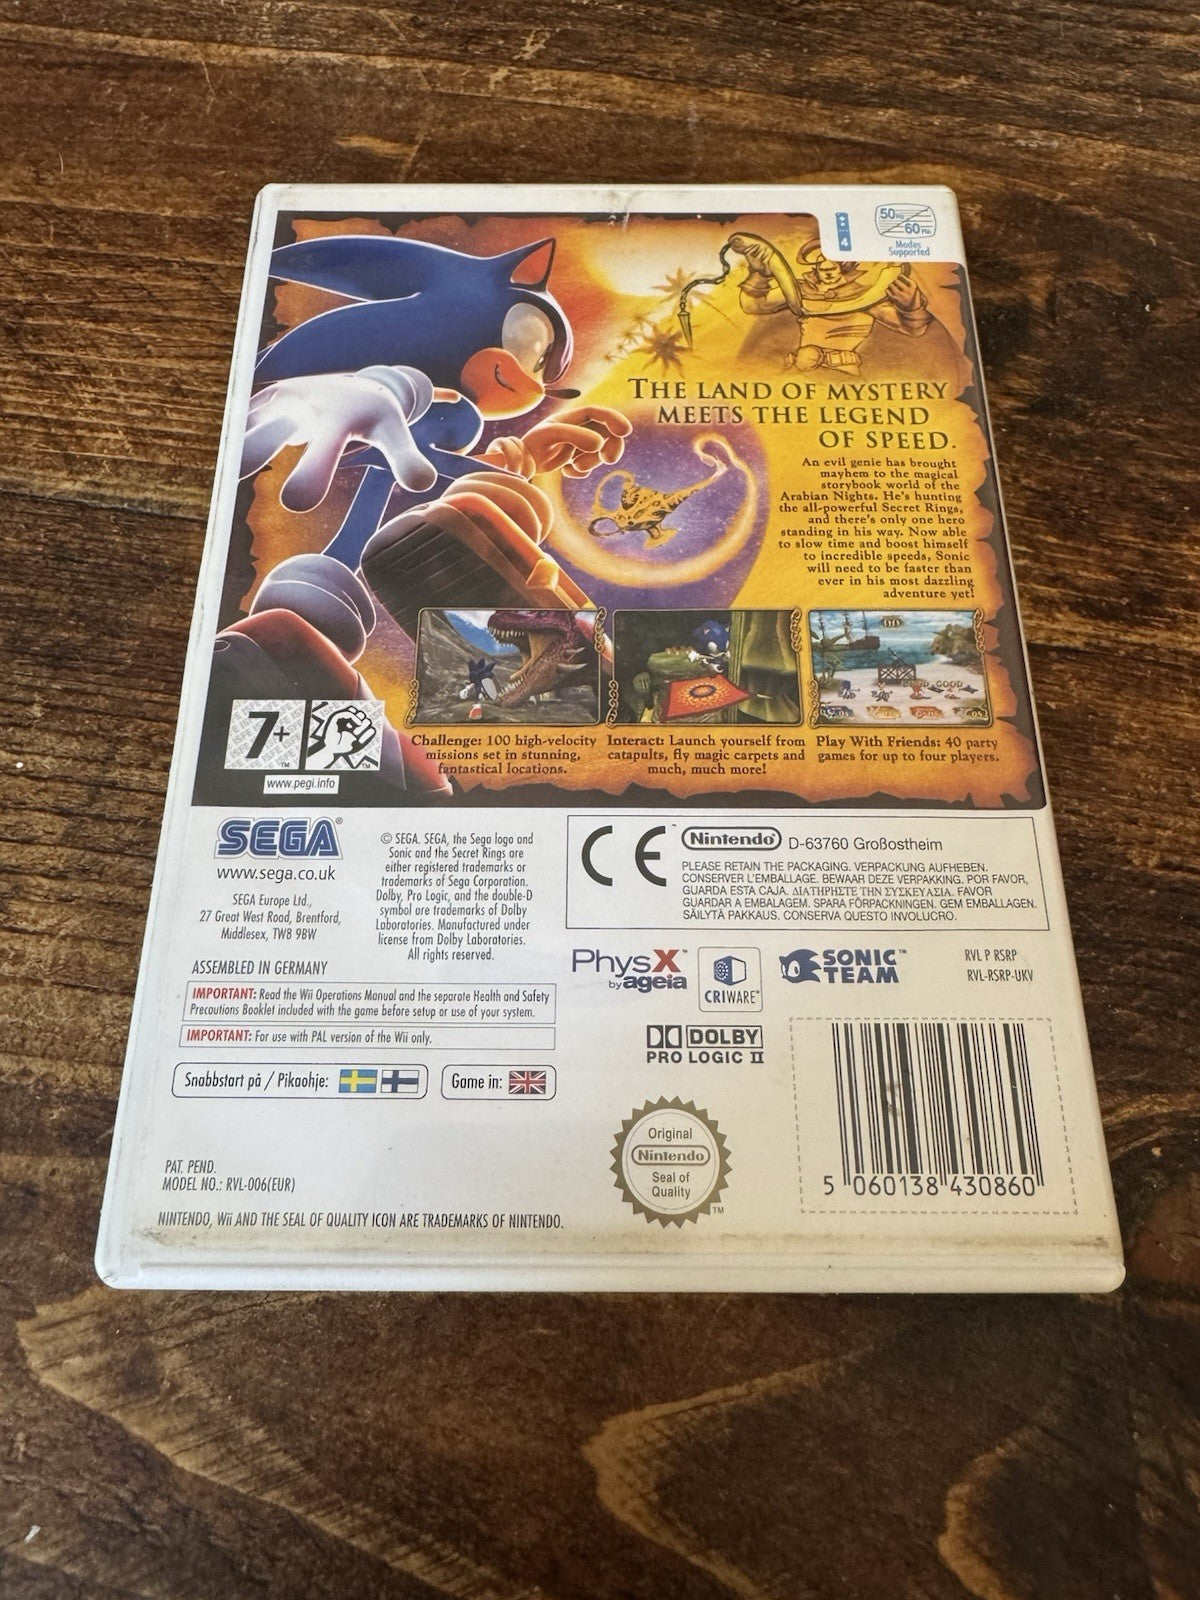 50Hz
60Hz
Modes
Supported
4
THE LAND OF MYSTERY
MEETS THE LEGEND
OF SPEED.
An evil genie has brought
mayhem to the magical
storybook world of the
Arabian Nights. He's hunting
the all-powerful Secret Rings,
and there's only one hero
standing in his way. Now able
to slow time and boost himself
to incredible speeds, Sonic
will need to be faster than
ever in his most dazzling
adventure yet!
Challenge: 100 high-velocity
missions set in stunning,
fantastical locations.
Interact: Launch yourself from
catapults, fly magic carpets and
much, much more!
Play With Friends: 40 party
games for up to four players.
7+
™
™
www.pegi.info
SEGA®
www.sega.co.uk
SEGA Europe Ltd.,
27 Great West Road, Brentford,
Middlesex, TW8 9BW
© SEGA. SEGA, the Sega logo and
Sonic and the Secret Rings are
either registered trademarks or
trademarks of Sega Corporation.
Dolby, Pro Logic, and the double-D
symbol are trademarks of Dolby
Laboratories. Manufactured under
license from Dolby Laboratories.
All rights reserved.
CE
Nintendo® D-63760 Großostheim
PLEASE RETAIN THE PACKAGING. VERPACKUNG AUFHEBEN.
CONSERVER L'EMBALLAGE. BEWAAR DEZE VERPAKKING. POR FAVOR,
GUARDA ESTA CAJA. ΔΙΑΤΗΡΗΣΤΕ ΤΗΝ ΣΥΣΚΕΥΑΣΙΑ. FAVOR
GUARDAR A EMBALAGEM. SPARA FÖRPACKNINGEN. GEM EMBALLAGEN.
SÄILYTÄ PAKKAUS. CONSERVA QUESTO INVOLUCRO.
ASSEMBLED IN GERMANY
IMPORTANT: Read the Wii Operations Manual and the separate Health and Safety
Precautions Booklet included with the game before setup or use of your system.
IMPORTANT: For use with PAL version of the Wii only.
Snabbstart på / Pikaohje:
Game in:
PhysX™
by ageia
CRIWARE™
SONIC™
TEAM
RVL P RSRP
RVL-RSRP-UKV
DOLBY
PRO LOGIC II
Original
Nintendo
Seal of
Quality
™
5 060138 430860
PAT. PEND.
MODEL NO.: RVL-006(EUR)
NINTENDO, Wii AND THE SEAL OF QUALITY ICON ARE TRADEMARKS OF NINTENDO.